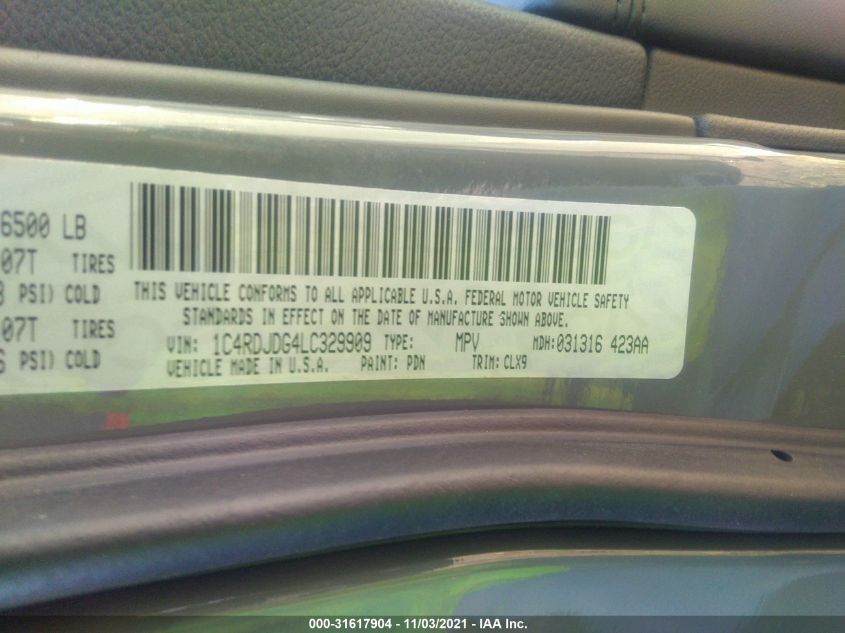 6500 LB
07T TIRES
PSI) COLD
07T TIRES
PSI) COLD
THIS VEHICLE CONFORMS TO ALL APPLICABLE U.S.A. FEDERAL MOTOR VEHICLE SAFETY
STANDARDS IN EFFECT ON THE DATE OF MANUFACTURE SHOWN ABOVE.
VIN: 1C4RDJDG4LC329909 TYPE: MPV MDH:031316 423AA
VEHICLE MADE IN U.S.A. PAINT: PDN TRIM: CLX9
000-31617904 - 11/03/2021 - IAA Inc.